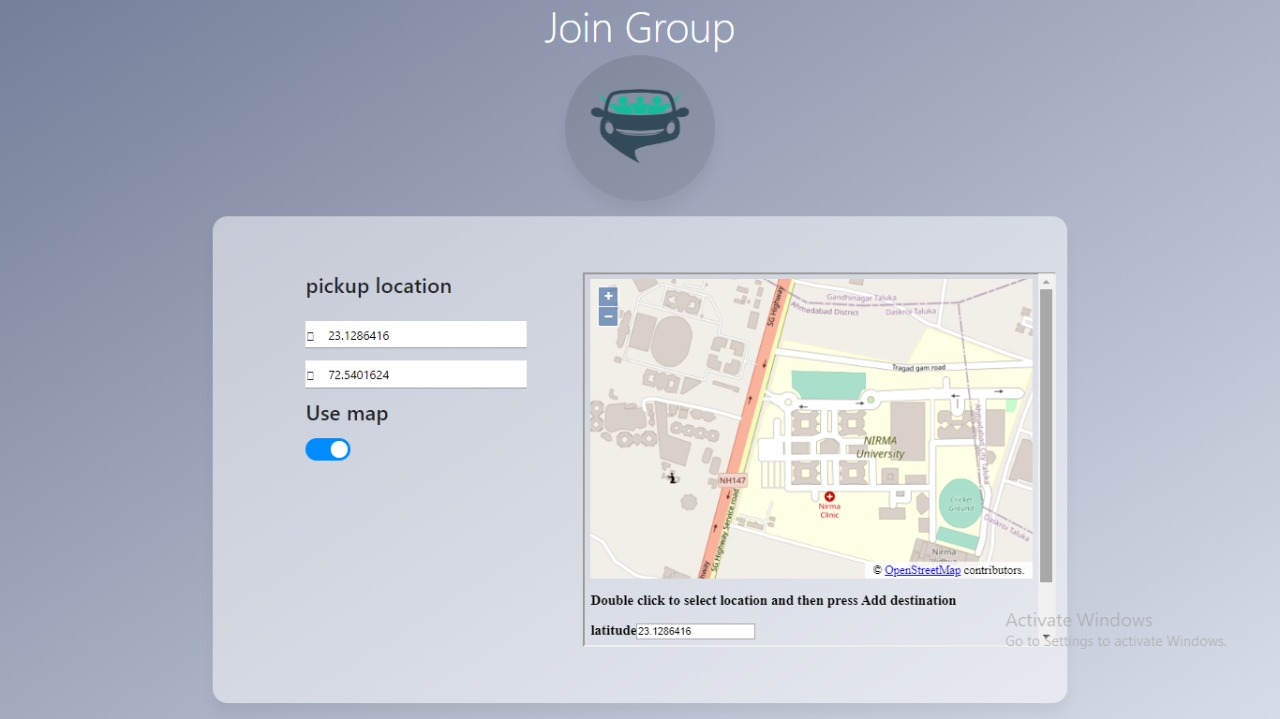 Join Group
pickup location
23.1286416
72.5401624
Use map
+
−
SG Highway
Gandhinagar Taluka
Ahmedabad District
Daskroi Taluka
Tragad gam road
NIRMA
University
Ahmadabad City Taluka
NH147
Nirma
Clinic
Cricket
Ground
SG Highway Service road
Daskroi Taluka
Nirma
© OpenStreetMap contributors.
Double click to select location and then press Add destination
latitude 23.1286416
Activate Windows
Go to Settings to activate Windows.